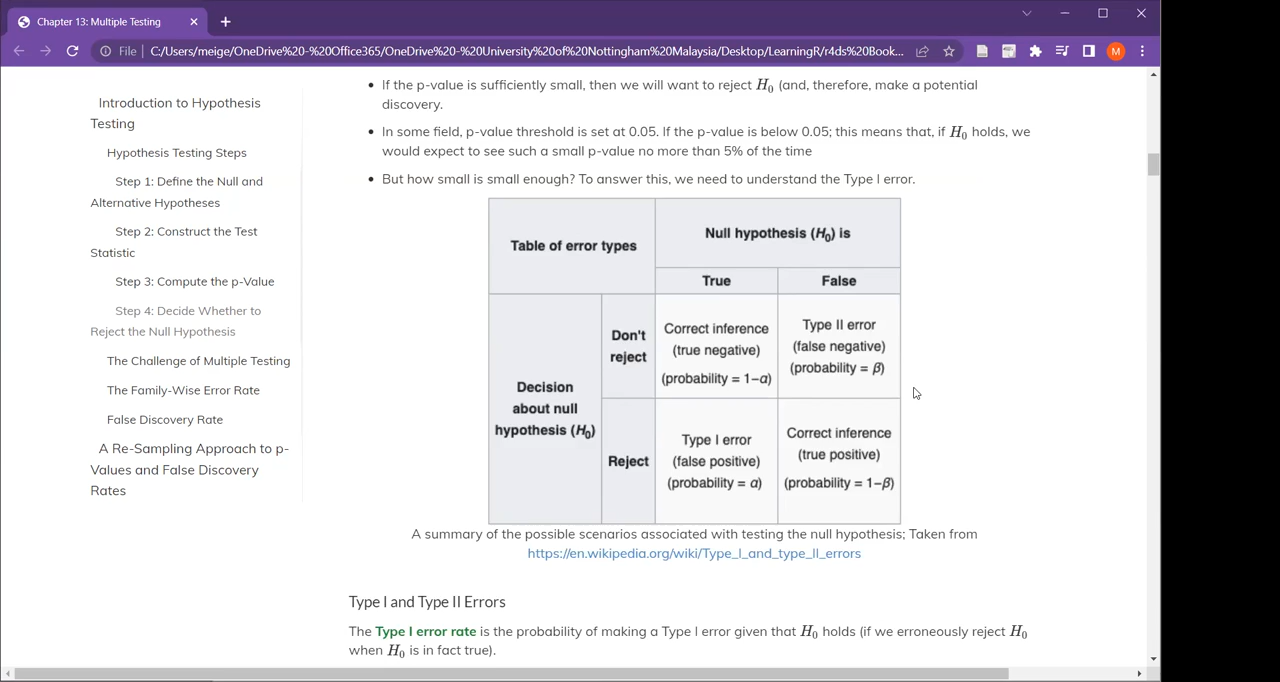 Chapter 13: Multiple Testing
File
C:/Users/meige/OneDrive%20-%20Office365/OneDrive%20-%20University%20of%20Nottingham%20Malaysia/Desktop/LearningR/r4ds%20Book...
M
Introduction to Hypothesis
Testing
Hypothesis Testing Steps
Step 1: Define the Null and
Alternative Hypotheses
Step 2: Construct the Test
Statistic
Step 3: Compute the p-Value
Step 4: Decide Whether to
Reject the Null Hypothesis
The Challenge of Multiple Testing
The Family-Wise Error Rate
False Discovery Rate
A Re-Sampling Approach to p-
Values and False Discovery
Rates
• If the p-value is sufficiently small, then we will want to reject H₀ (and, therefore, make a potential
discovery.
• In some field, p-value threshold is set at 0.05. If the p-value is below 0.05; this means that, if H₀ holds, we
would expect to see such a small p-value no more than 5% of the time
• But how small is small enough? To answer this, we need to understand the Type I error.
Table of error types
Null hypothesis (H₀) is
True
False
Decision
about null
hypothesis (H₀)
Don't
reject
Correct inference
(true negative)
(probability = 1−α)
Type II error
(false negative)
(probability = β)
Reject
Type I error
(false positive)
(probability = α)
Correct inference
(true positive)
(probability = 1−β)
A summary of the possible scenarios associated with testing the null hypothesis; Taken from
https://en.wikipedia.org/wiki/Type_I_and_type_II_errors
Type I and Type II Errors
The Type I error rate is the probability of making a Type I error given that H₀ holds (if we erroneously reject H₀
when H₀ is in fact true).